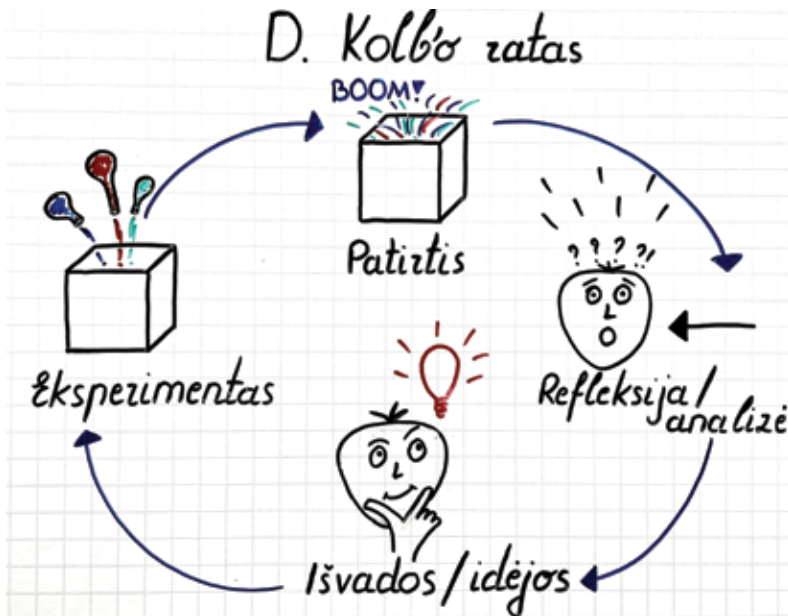 D. Kolb'o ratas
BOOM!
Patirtis
? ? ? ?!
Refleksija/
analizė
Išvados/idėjos
Eksperimentas